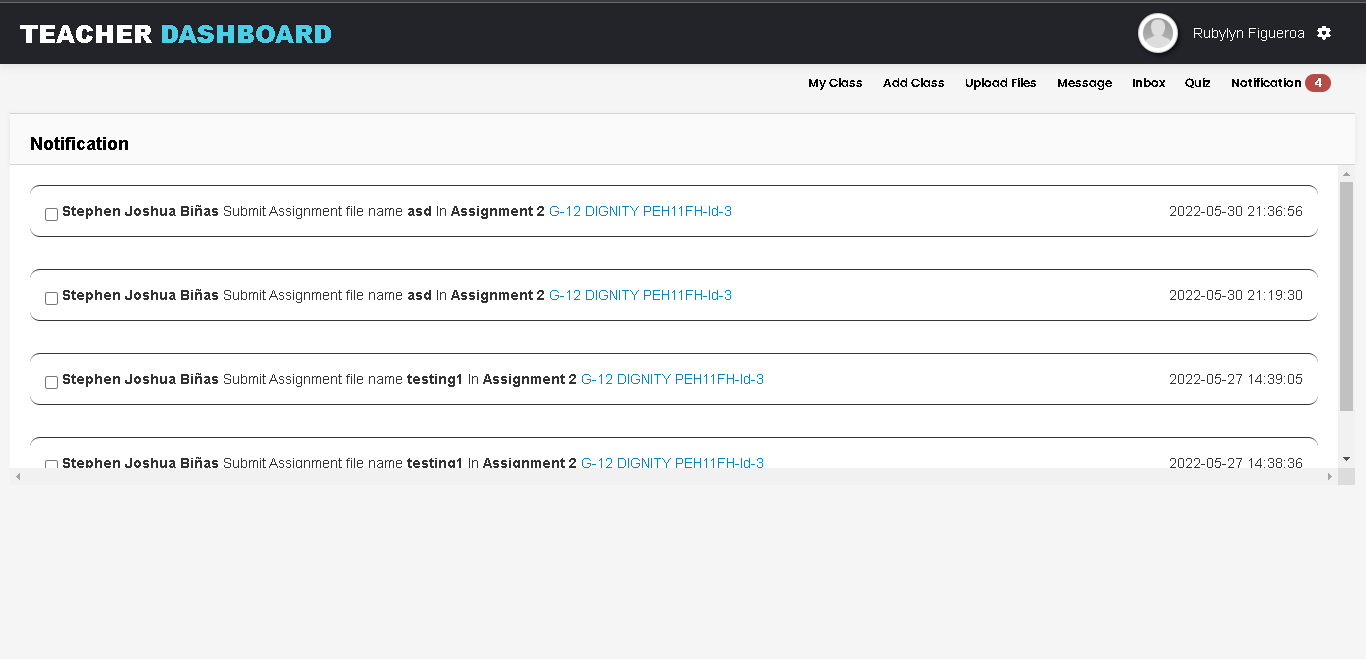 TEACHER DASHBOARD
Rubylyn Figueroa
My Class Add Class Upload Files Message Inbox Quiz Notification 4
Notification
Stephen Joshua Biñas Submit Assignment file name asd In Assignment 2 G-12 DIGNITY PEH11FH-Id-3 2022-05-30 21:36:56
Stephen Joshua Biñas Submit Assignment file name asd In Assignment 2 G-12 DIGNITY PEH11FH-Id-3 2022-05-30 21:19:30
Stephen Joshua Biñas Submit Assignment file name testing1 In Assignment 2 G-12 DIGNITY PEH11FH-Id-3 2022-05-27 14:39:05
Stephen Joshua Biñas Submit Assignment file name testing1 In Assignment 2 G-12 DIGNITY PEH11FH-Id-3 2022-05-27 14:38:36